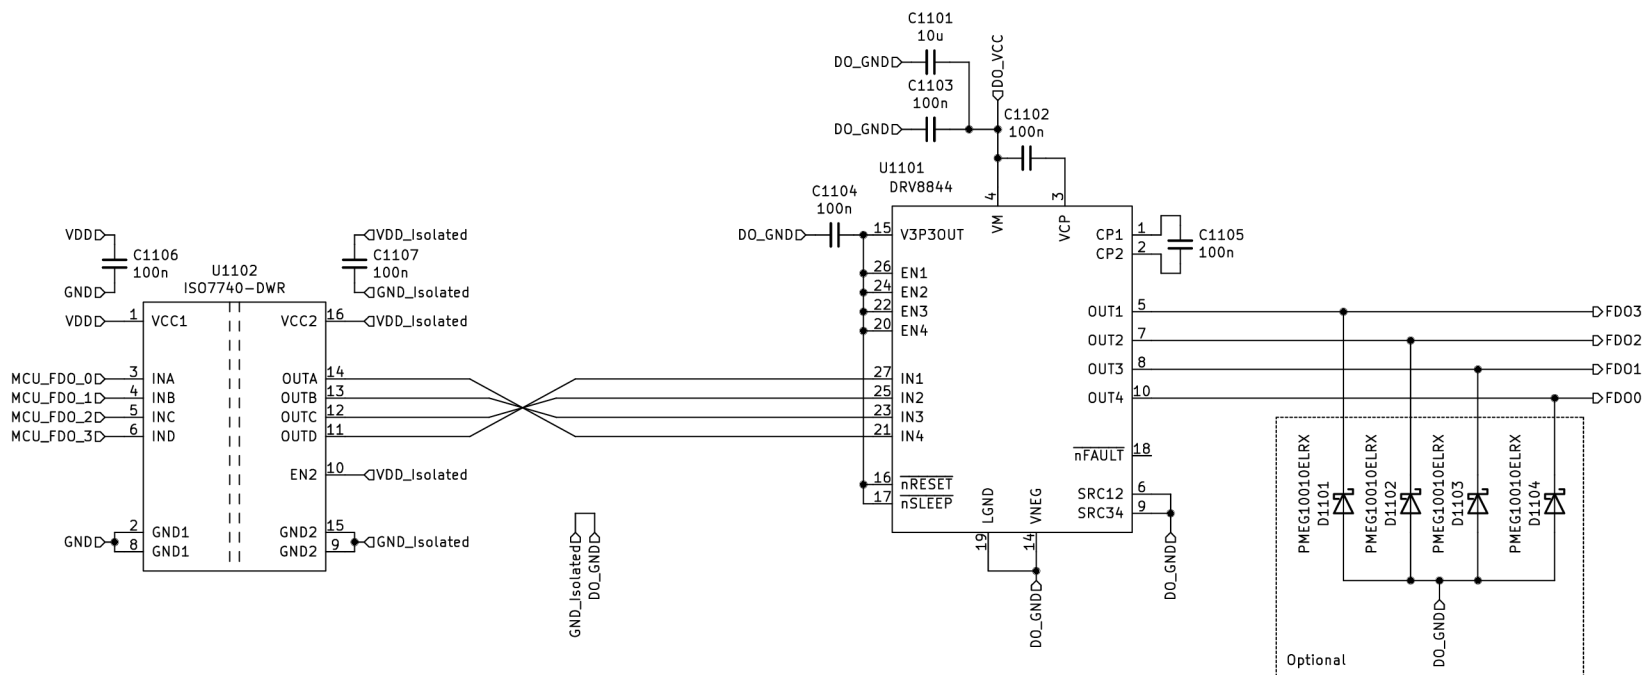 C1101
10u
DO_GND
DO_VCC
C1103
100n
DO_GND
C1102
100n
U1101
DRV8844
4
3
VM
VCP
C1104
100n
DO_GND
15 V3P3OUT
26 EN1
24 EN2
22 EN3
20 EN4
27 IN1
25 IN2
23 IN3
21 IN4
16 nRESET
17 nSLEEP
LGND
VNEG
19
14
DO_GND
CP1 1
CP2 2
C1105
100n
OUT1 5
OUT2 7
OUT3 8
OUT4 10
nFAULT 18
SRC12 6
SRC34 9
DO_GND
FDO3
FDO2
FDO1
FDO0
PMEG10010ELRX
D1101
PMEG10010ELRX
D1102
PMEG10010ELRX
D1103
PMEG10010ELRX
D1104
DO_GND
Optional
VDD
C1106
100n
GND
VDD_Isolated
C1107
100n
GND_Isolated
U1102
ISO7740-DWR
VDD 1 VCC1
VCC2 16 VDD_Isolated
MCU_FDO_0 3 INA
MCU_FDO_1 4 INB
MCU_FDO_2 5 INC
MCU_FDO_3 6 IND
OUTA 14
OUTB 13
OUTC 12
OUTD 11
EN2 10 VDD_Isolated
GND
2 GND1
8 GND1
GND2 15
GND2 9
GND_Isolated
GND_Isolated
DO_GND